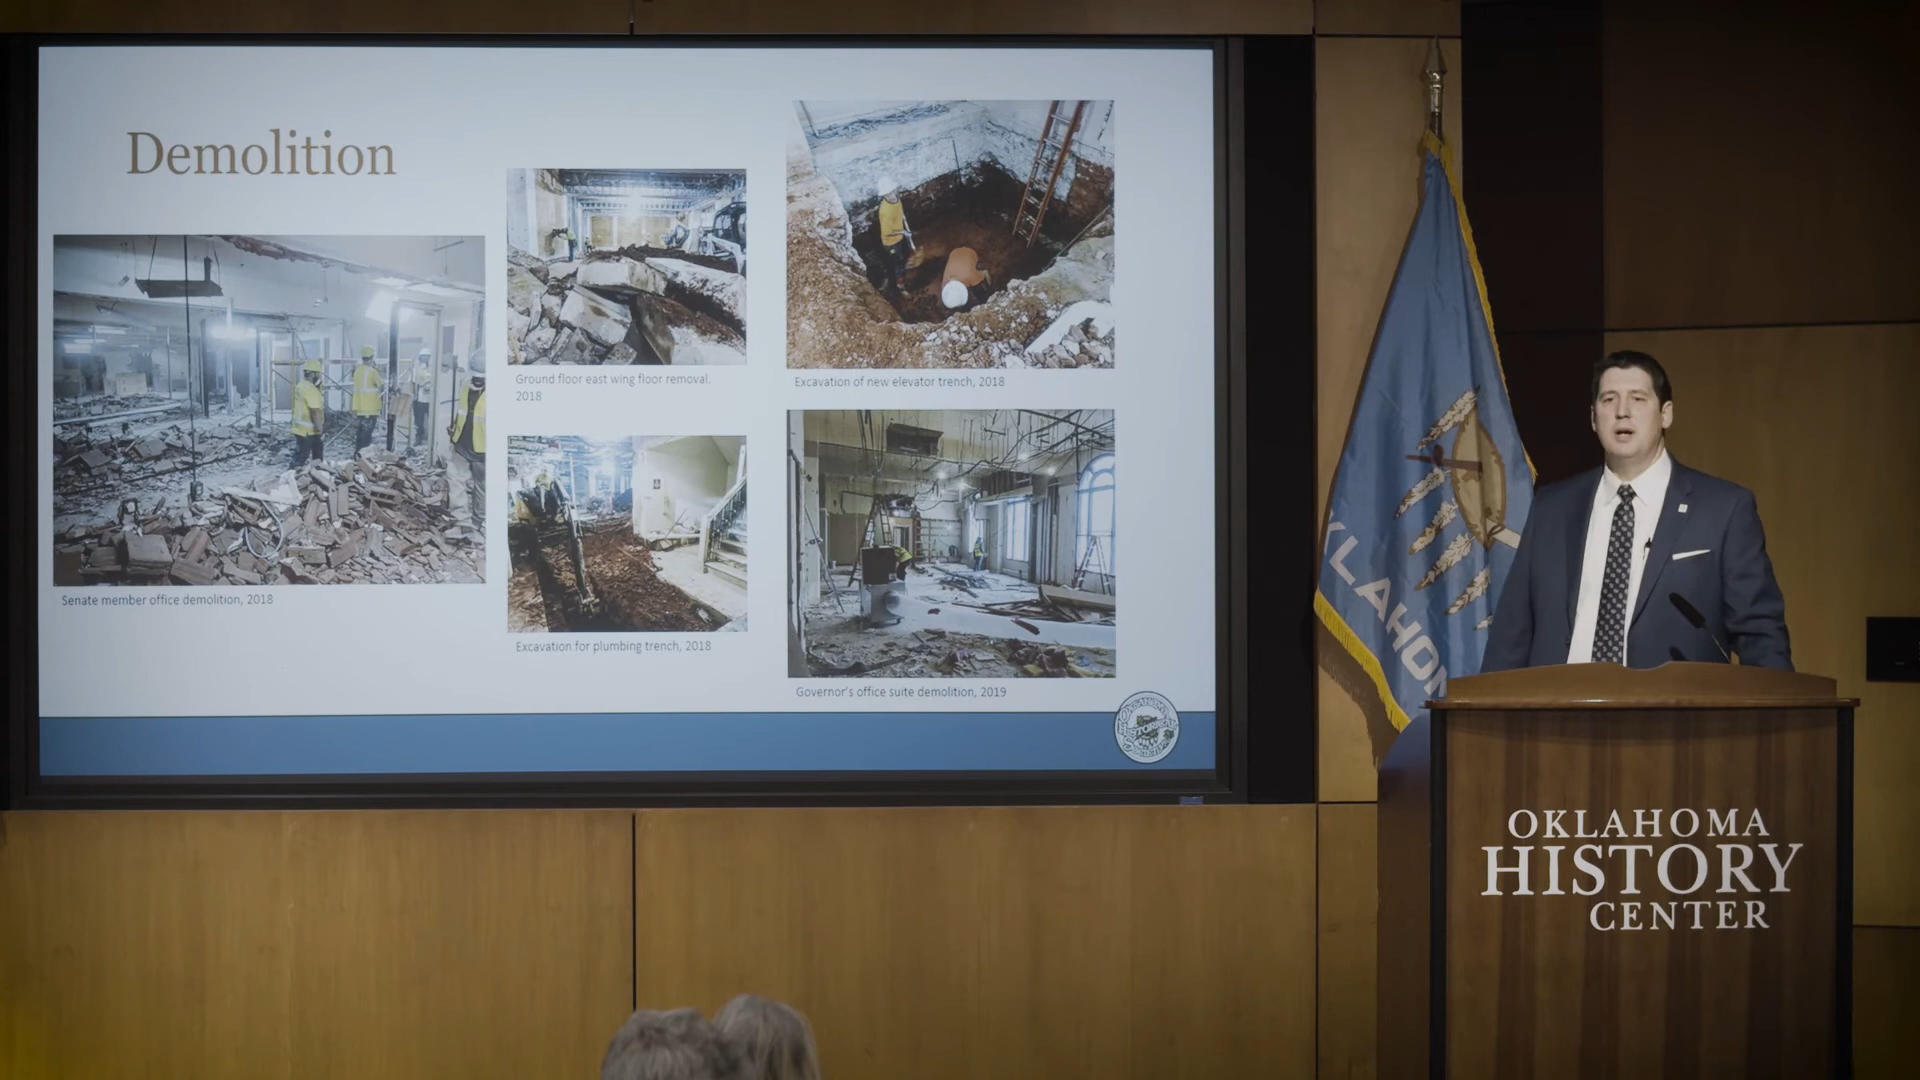 Demolition
Ground floor east wing floor removal.
2018
Excavation of new elevator trench, 2018
Senate member office demolition, 2018
Excavation for plumbing trench, 2018
Governor's office suite demolition, 2019
OKLAHOMA
HISTORY
CENTER